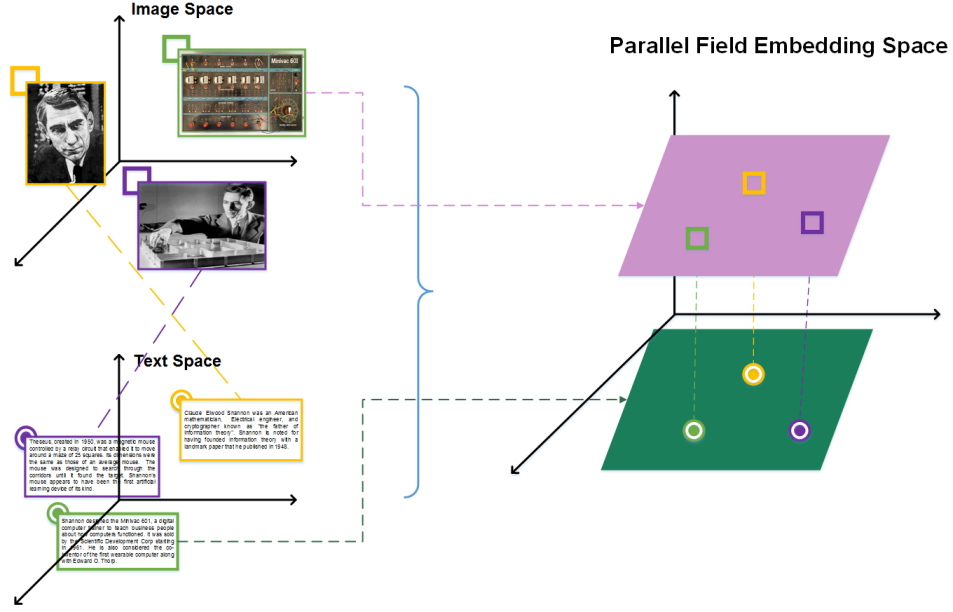 Image Space
Minivac 601
Parallel Field Embedding Space
Text Space
Claude Elwood Shannon was an American
mathematician, Electrical engineer, and
cryptographer known as "the father of
information theory". Shannon is noted for
having founded information theory with a
landmark paper that he published in 1948.
Theseus, created in 1950, was a magnetic mouse
controlled by a relay circuit that enabled it to move
around a maze of 25 squares. Its dimensions were
the same as those of an average mouse. The
mouse was designed to search through the
corridors until it found the target. Shannon's
mouse appears to have been the first artificial
learning device of its kind.
Shannon designed the Minivac 601, a digital
computer trainer to teach business people
about how computers functioned. It was sold
by the Scientific Development Corp starting
in 1961. He is also considered the co-
inventor of the first wearable computer along
with Edward O. Thorp.